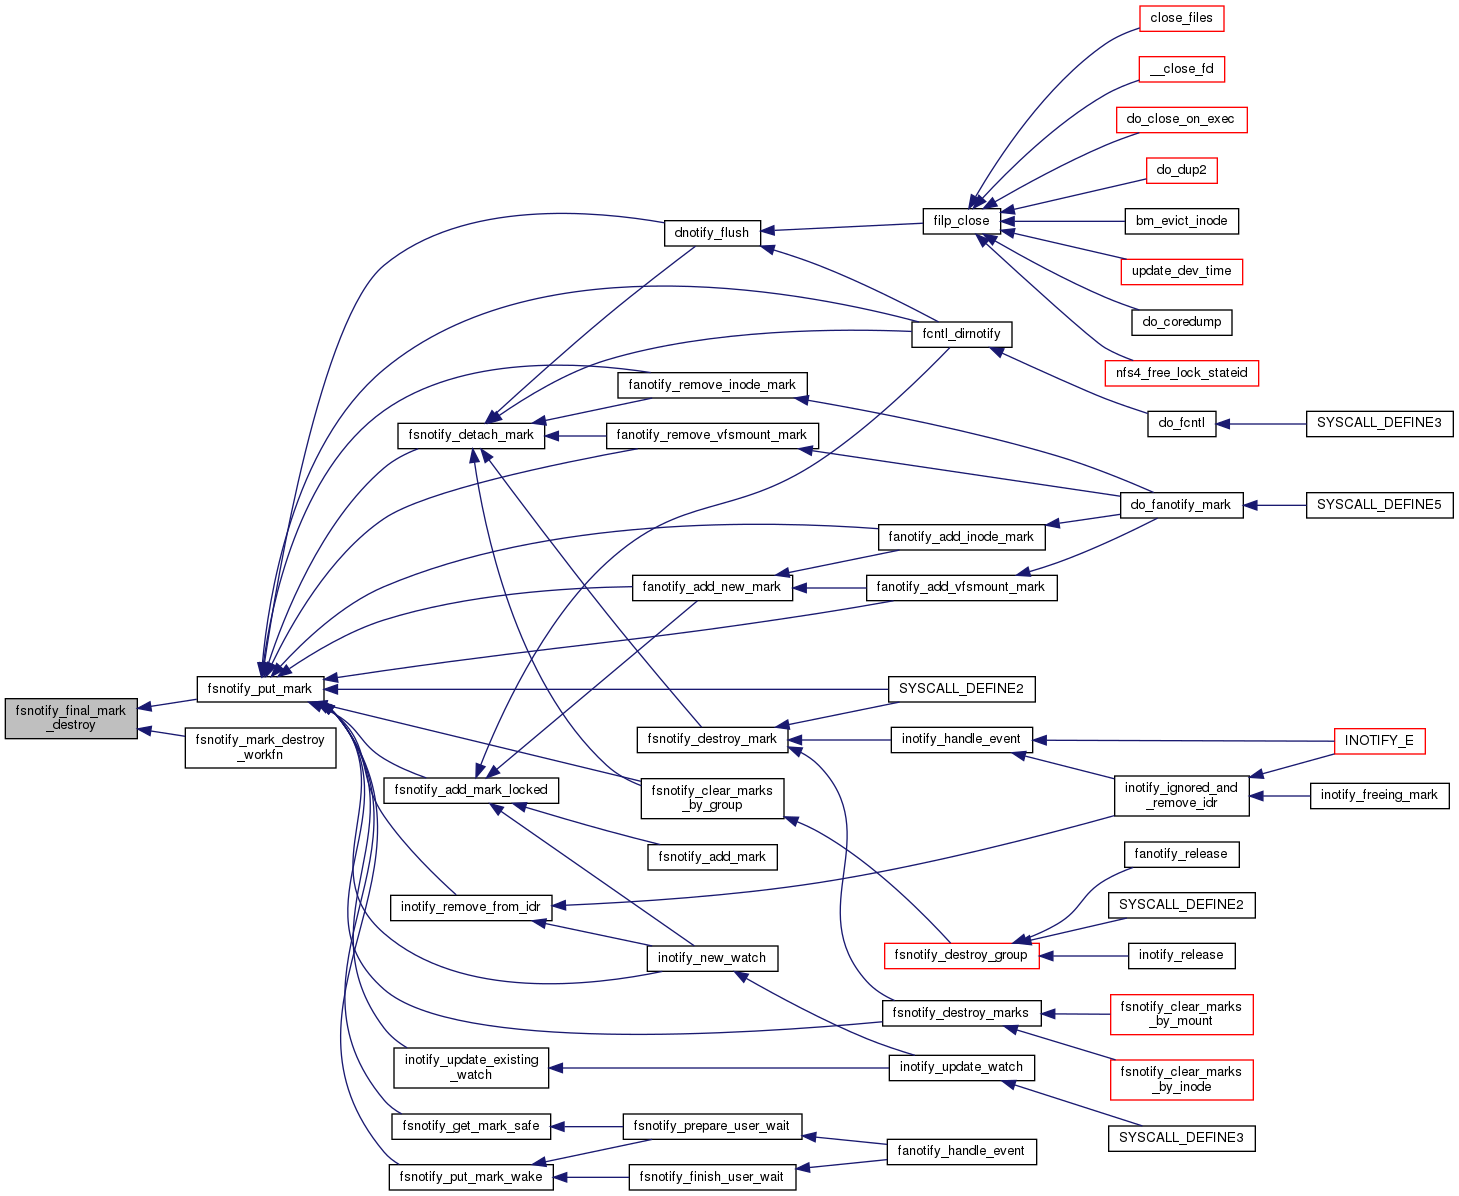 close_files
__close_fd
do_close_on_exec
do_dup2
filp_close
bm_evict_inode
dnotify_flush
update_dev_time
do_coredump
fcntl_dirnotify
nfs4_free_lock_stateid
fanotify_remove_inode_mark
do_fcntl
SYSCALL_DEFINE3
fsnotify_detach_mark
fanotify_remove_vfsmount_mark
do_fanotify_mark
SYSCALL_DEFINE5
fanotify_add_inode_mark
fanotify_add_new_mark
fanotify_add_vfsmount_mark
fsnotify_put_mark
SYSCALL_DEFINE2
fsnotify_final_mark
_destroy
fsnotify_mark_destroy
_workfn
fsnotify_destroy_mark
inotify_handle_event
INOTIFY_E
fsnotify_add_mark_locked
fsnotify_clear_marks
_by_group
inotify_ignored_and
_remove_idr
inotify_freeing_mark
fsnotify_add_mark
fanotify_release
inotify_remove_from_idr
SYSCALL_DEFINE2
inotify_new_watch
fsnotify_destroy_group
inotify_release
fsnotify_destroy_marks
fsnotify_clear_marks
_by_mount
inotify_update_existing
_watch
inotify_update_watch
fsnotify_clear_marks
_by_inode
fsnotify_get_mark_safe
fsnotify_prepare_user_wait
SYSCALL_DEFINE3
fanotify_handle_event
fsnotify_put_mark_wake
fsnotify_finish_user_wait